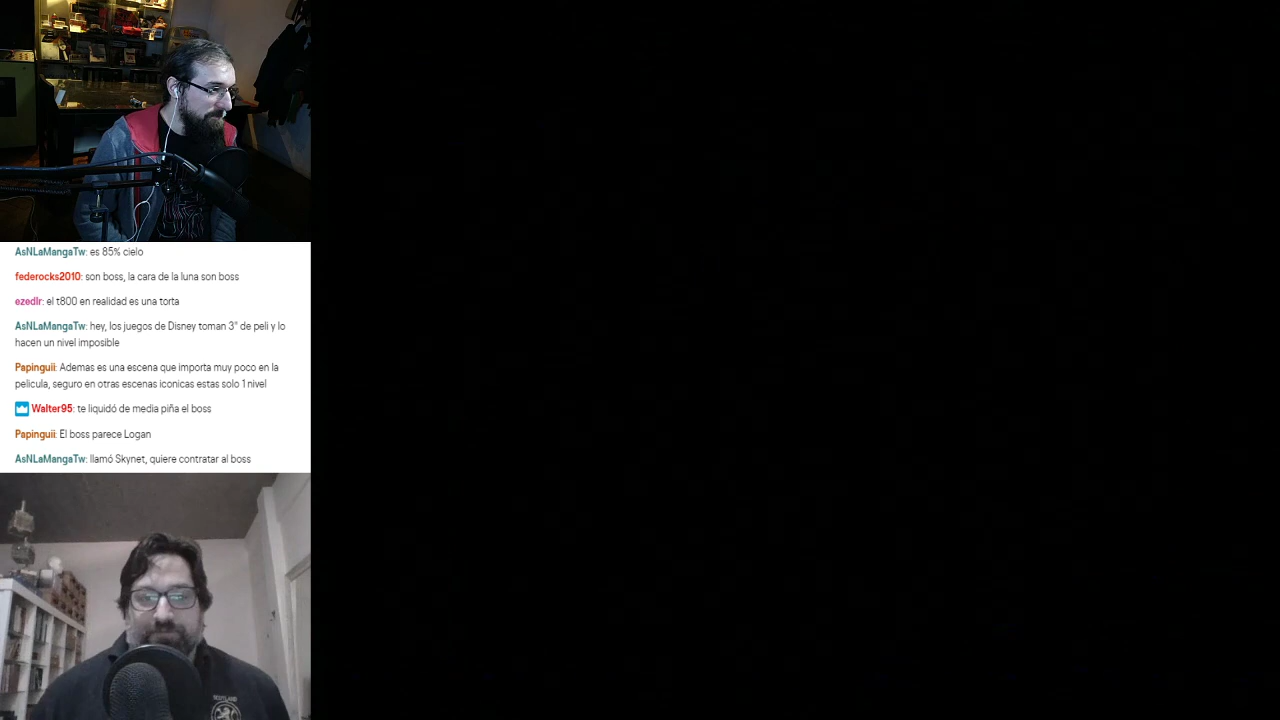 AsNLaMangaTw: es 85% cielo
federocks2010: son boss, la cara de la luna son boss
ezedlr: el t800 en realidad es una torta
AsNLaMangaTw: hey, los juegos de Disney toman 3" de peli y lo
hacen un nivel imposible
Papinguii: Ademas es una escena que importa muy poco en la
pelicula, seguro en otras escenas iconicas estas solo 1 nivel
Walter95: te liquidó de media piña el boss
Papinguii: El boss parece Logan
AsNLaMangaTw: llamó Skynet, quiere contratar al boss
SCOTLAND